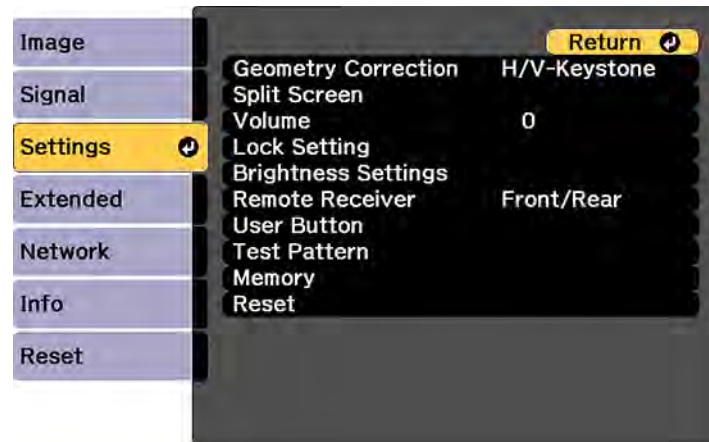 Image
Signal
Settings
Extended
Network
Info
Reset
Return
Geometry Correction H/V-Keystone
Split Screen
Volume 0
Lock Setting
Brightness Settings
Remote Receiver Front/Rear
User Button
Test Pattern
Memory
Reset